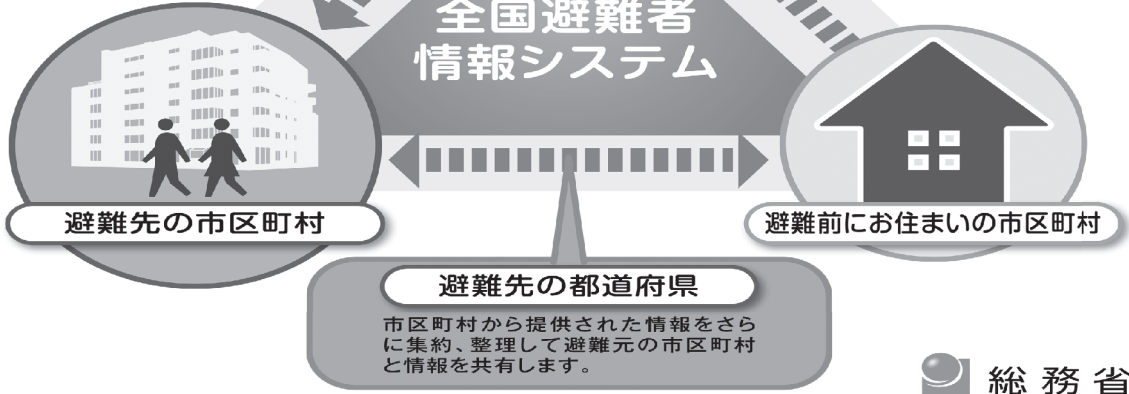 全国避難者
情報システム
避難先の市区町村
避難前にお住まいの市区町村
避難先の都道府県
市区町村から提供された情報をさら
に集約、整理して避難元の市区町村
と情報を共有します。
総務省